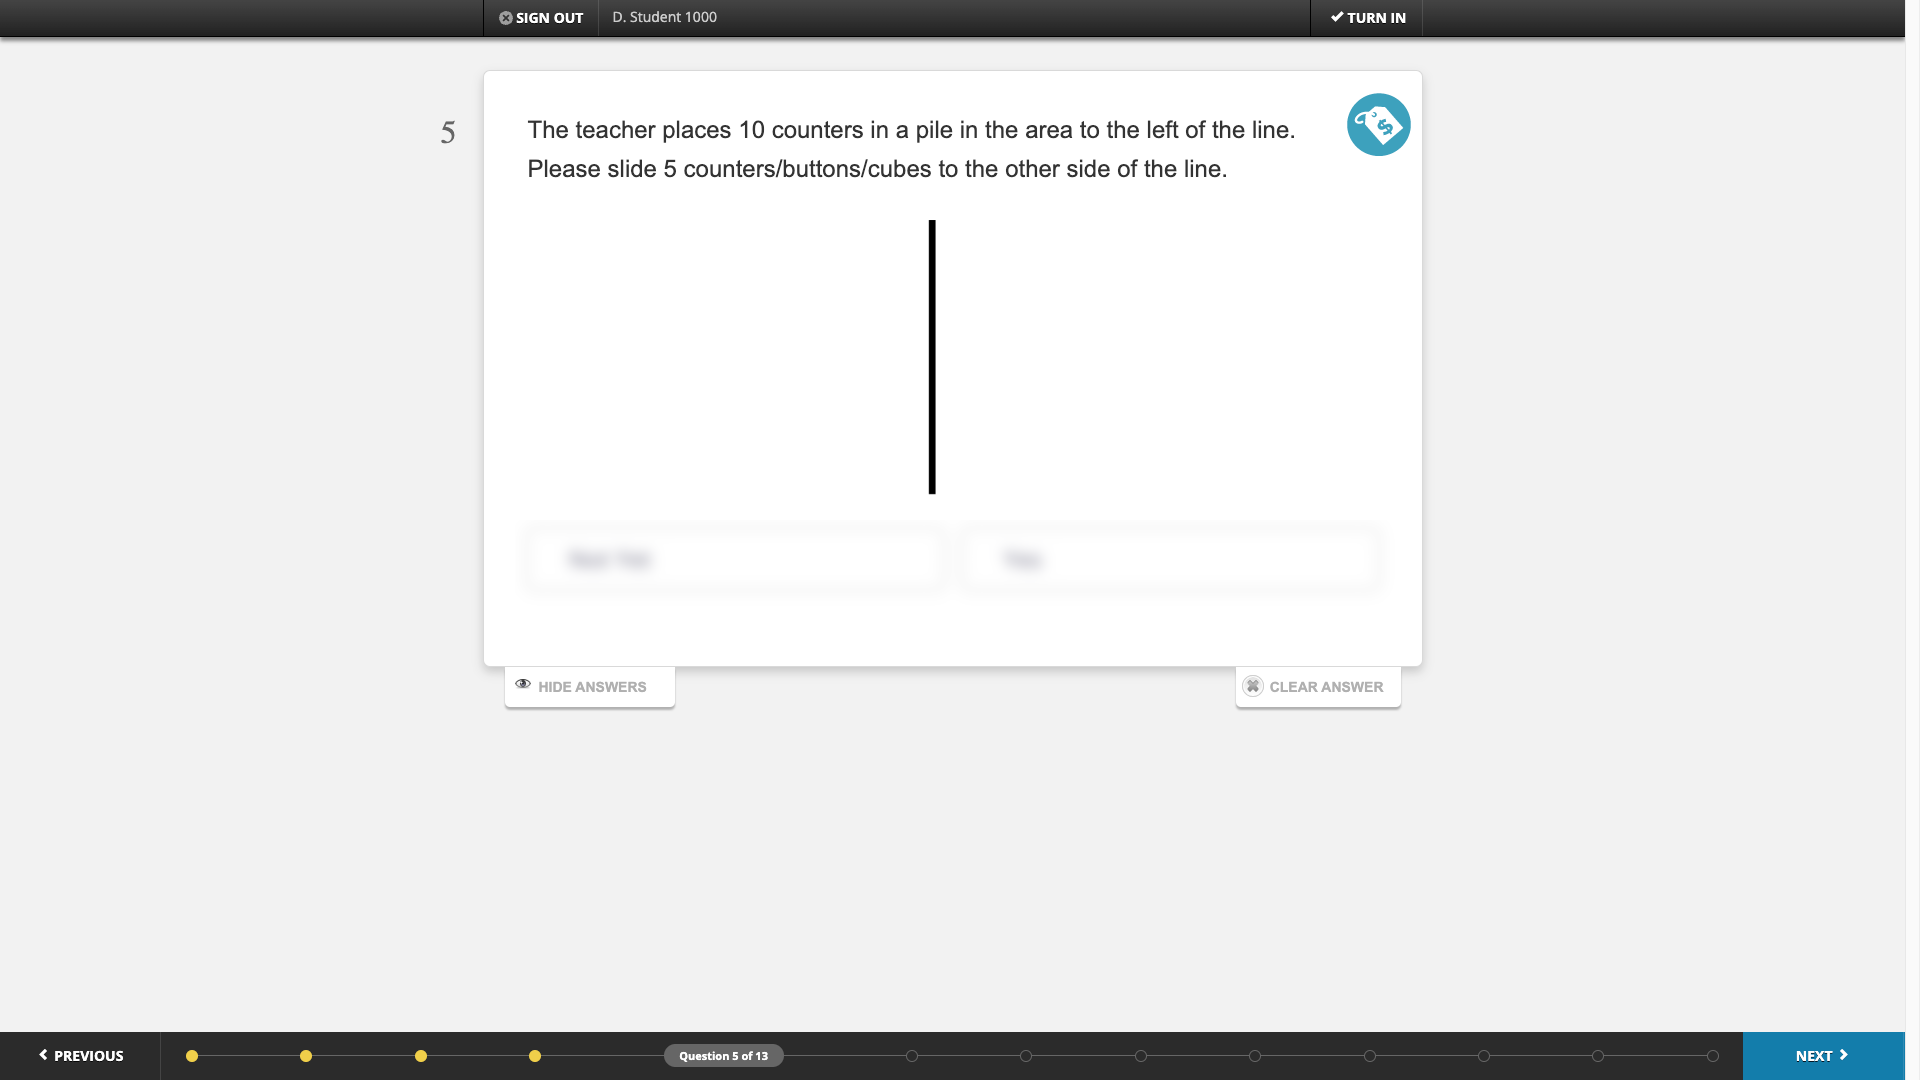 SIGN OUT
D. Student 1000
TURN IN
5
The teacher places 10 counters in a pile in the area to the left of the line.
Please slide 5 counters/buttons/cubes to the other side of the line.
HIDE ANSWERS
CLEAR ANSWER
PREVIOUS
Question 5 of 13
NEXT